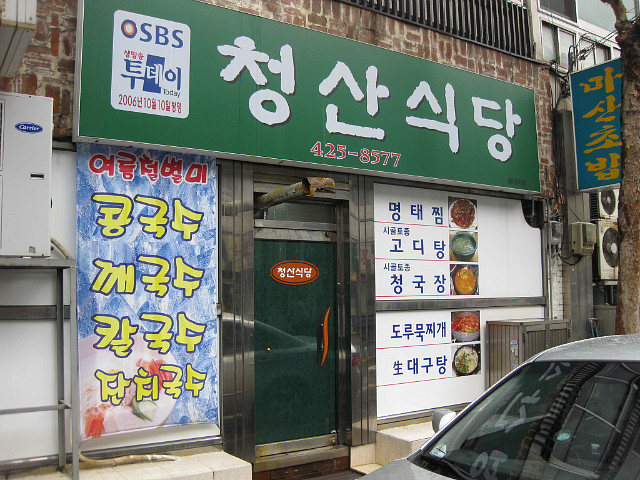 SBS
생방송
투데이
Today
2006년10월10일방영
청산식당
425-8577
마산초밥
Carrier
여름철별미
콩국수
깨국수
칼국수
잔치국수
청산식당
명태찜
시골토종
고디탕
시골토종
청국장
도루묵찌개
生대구탕